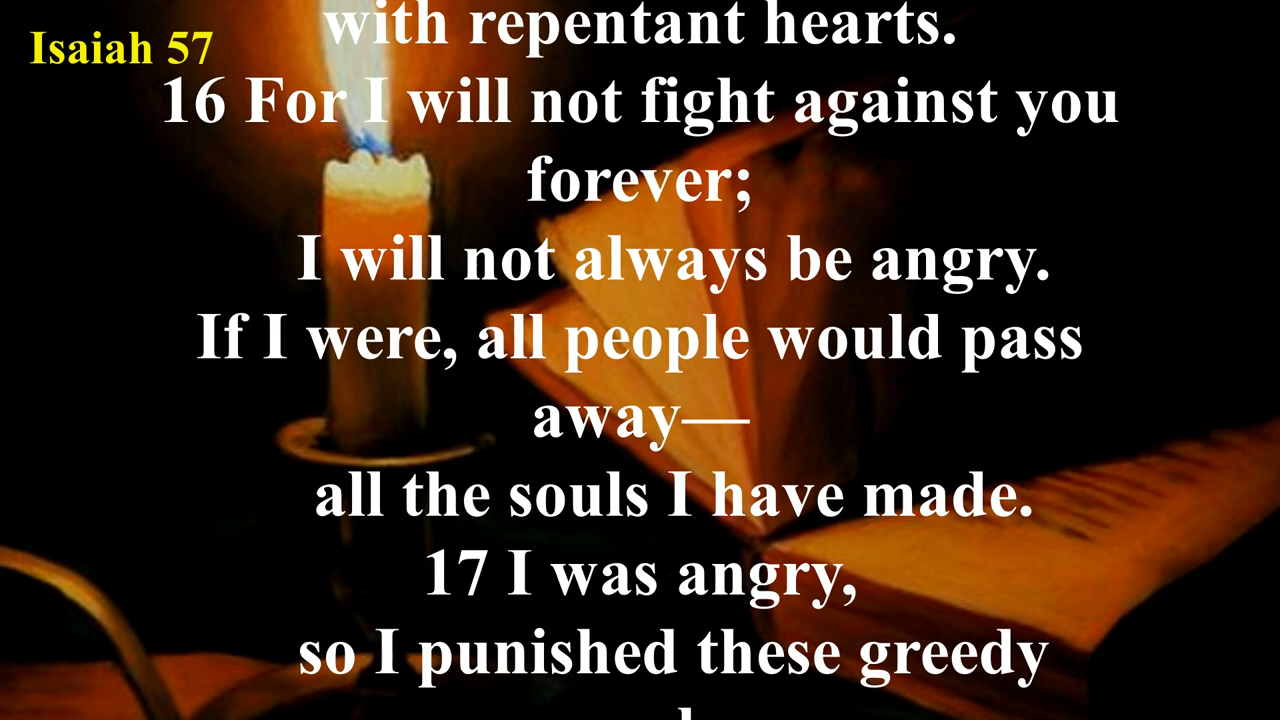 Isaiah 57
with repentant hearts.
16 For I will not fight against you
forever;
I will not always be angry.
If I were, all people would pass
away—
all the souls I have made.
17 I was angry,
so I punished these greedy